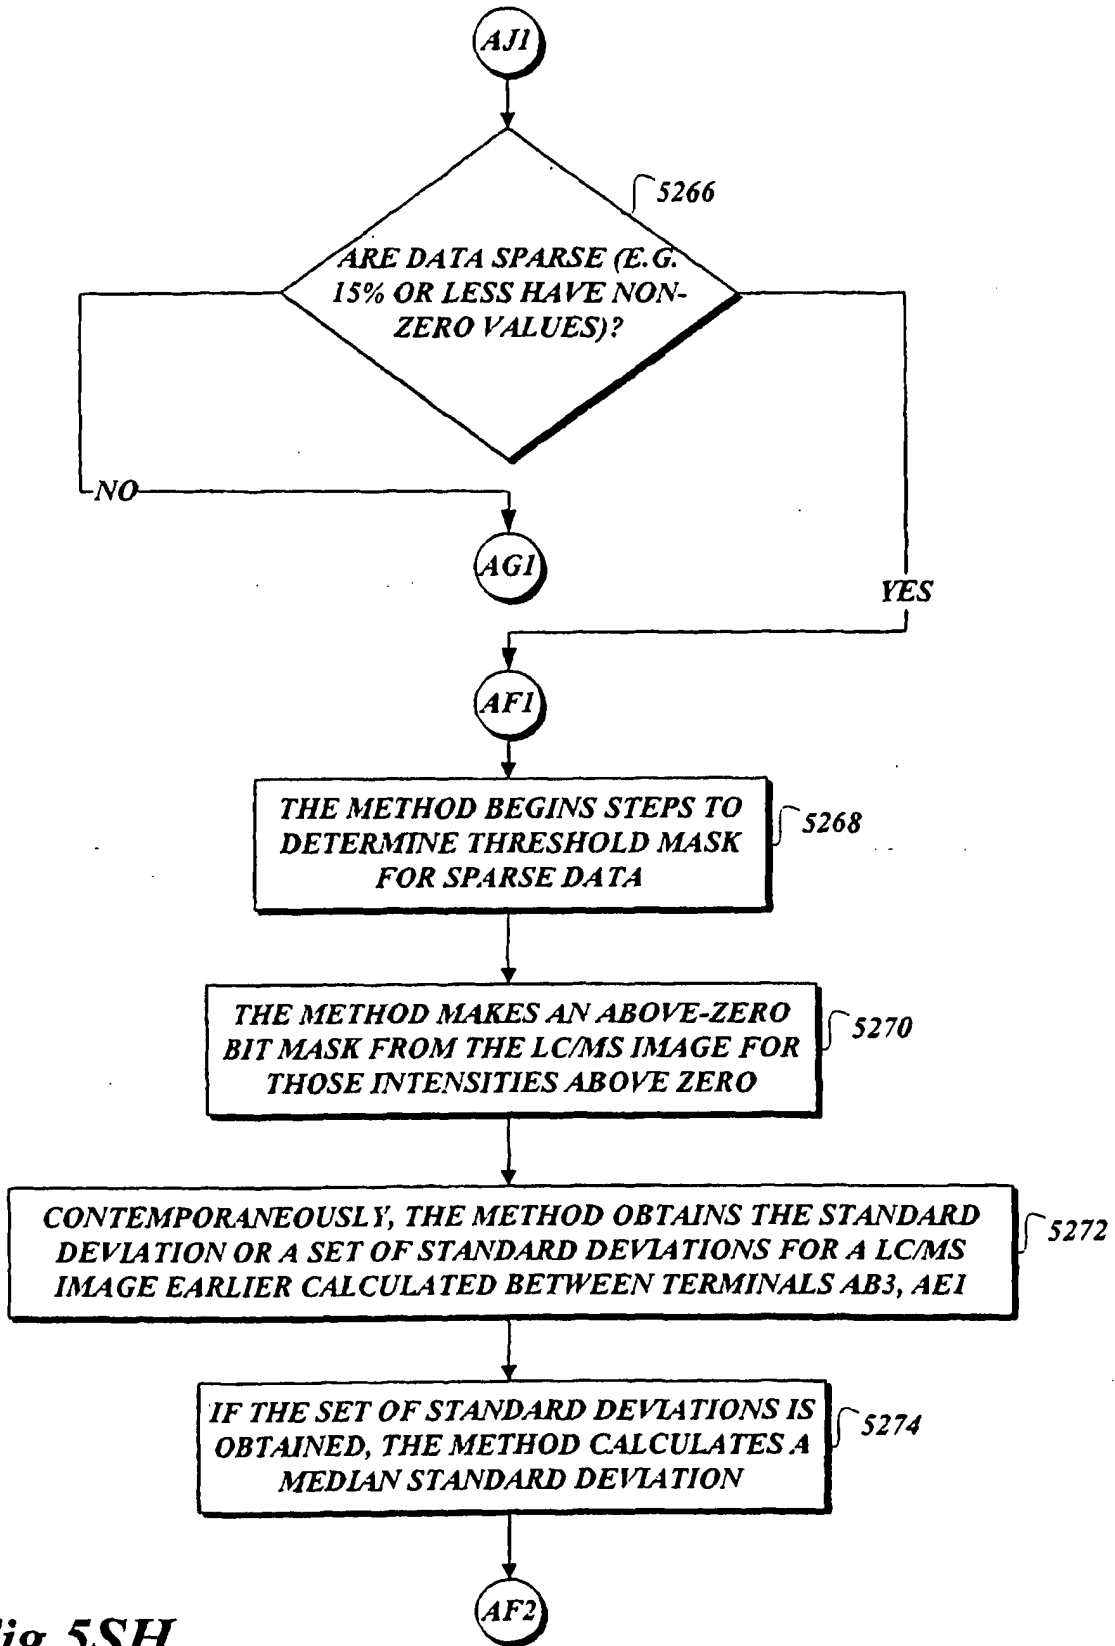 AJ1
5266
ARE DATA SPARSE (E.G.
15% OR LESS HAVE NON-
ZERO VALUES)?
NO
AG1
YES
AF1
THE METHOD BEGINS STEPS TO
DETERMINE THRESHOLD MASK
FOR SPARSE DATA
5268
THE METHOD MAKES AN ABOVE-ZERO
BIT MASK FROM THE LC/MS IMAGE FOR
THOSE INTENSITIES ABOVE ZERO
5270
CONTEMPORANEOUSLY, THE METHOD OBTAINS THE STANDARD
DEVIATION OR A SET OF STANDARD DEVIATIONS FOR A LC/MS
IMAGE EARLIER CALCULATED BETWEEN TERMINALS AB3, AE1
5272
IF THE SET OF STANDARD DEVIATIONS IS
OBTAINED, THE METHOD CALCULATES A
MEDIAN STANDARD DEVIATION
5274
AF2
ig.5SH